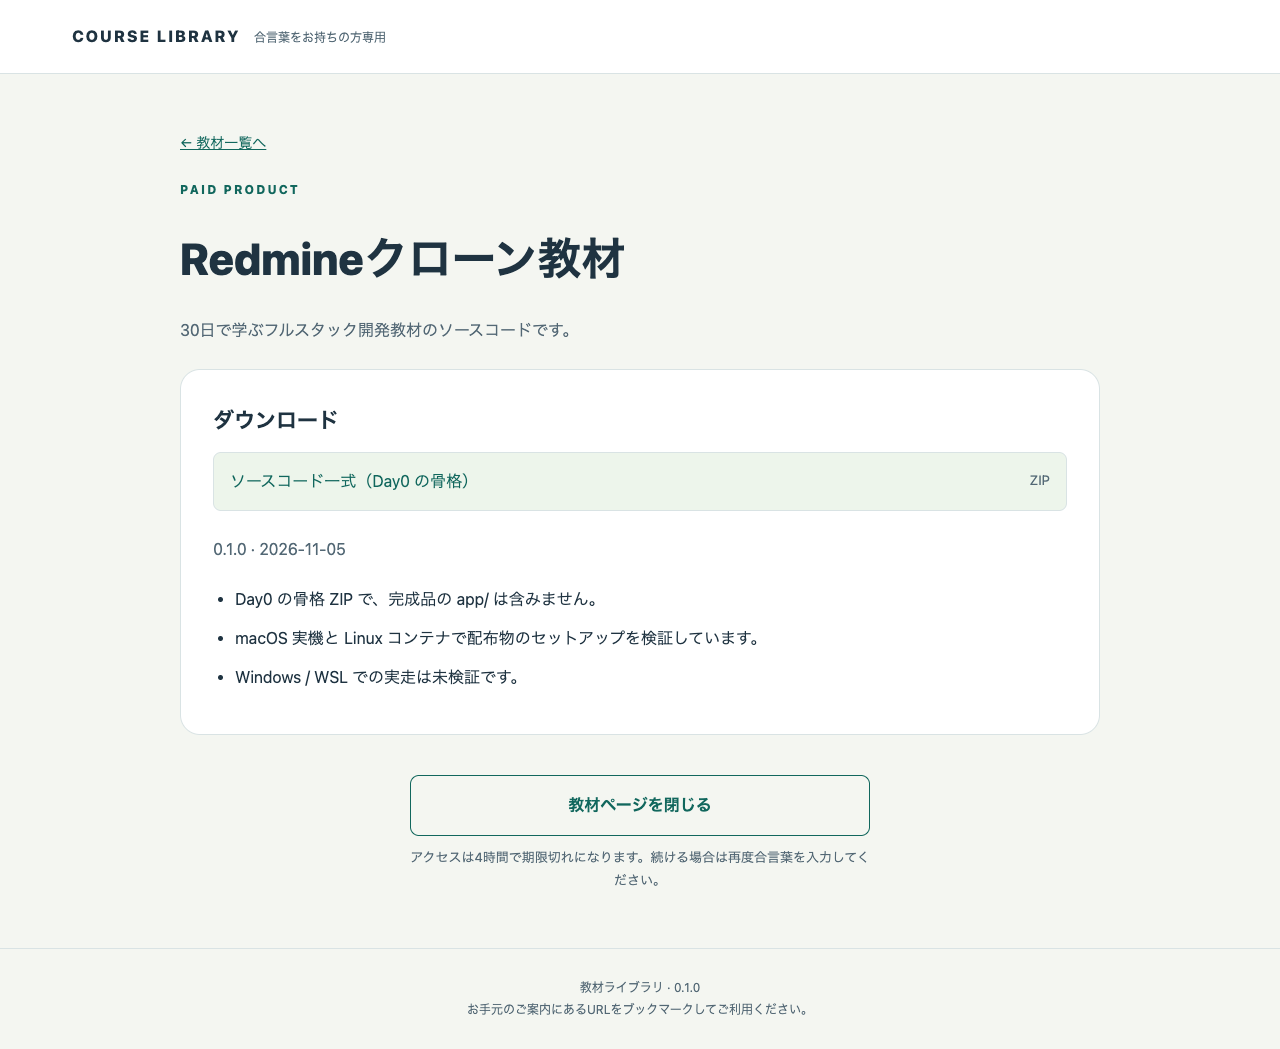 COURSE LIBRARY 合言葉をお持ちの方専用
← 教材一覧へ
PAID PRODUCT
Redmineクローン教材
30日で学ぶフルスタック開発教材のソースコードです。
ダウンロード
ソースコード一式（Day0 の骨格） ZIP
0.1.0 · 2026-11-05
• Day0 の骨格 ZIP で、完成品の app/ は含みません。
• macOS 実機と Linux コンテナで配布物のセットアップを検証しています。
• Windows / WSL での実走は未検証です。
教材ページを閉じる
アクセスは4時間で期限切れになります。続ける場合は再度合言葉を入力してく
ださい。
教材ライブラリ · 0.1.0
お手元のご案内にあるURLをブックマークしてご利用ください。